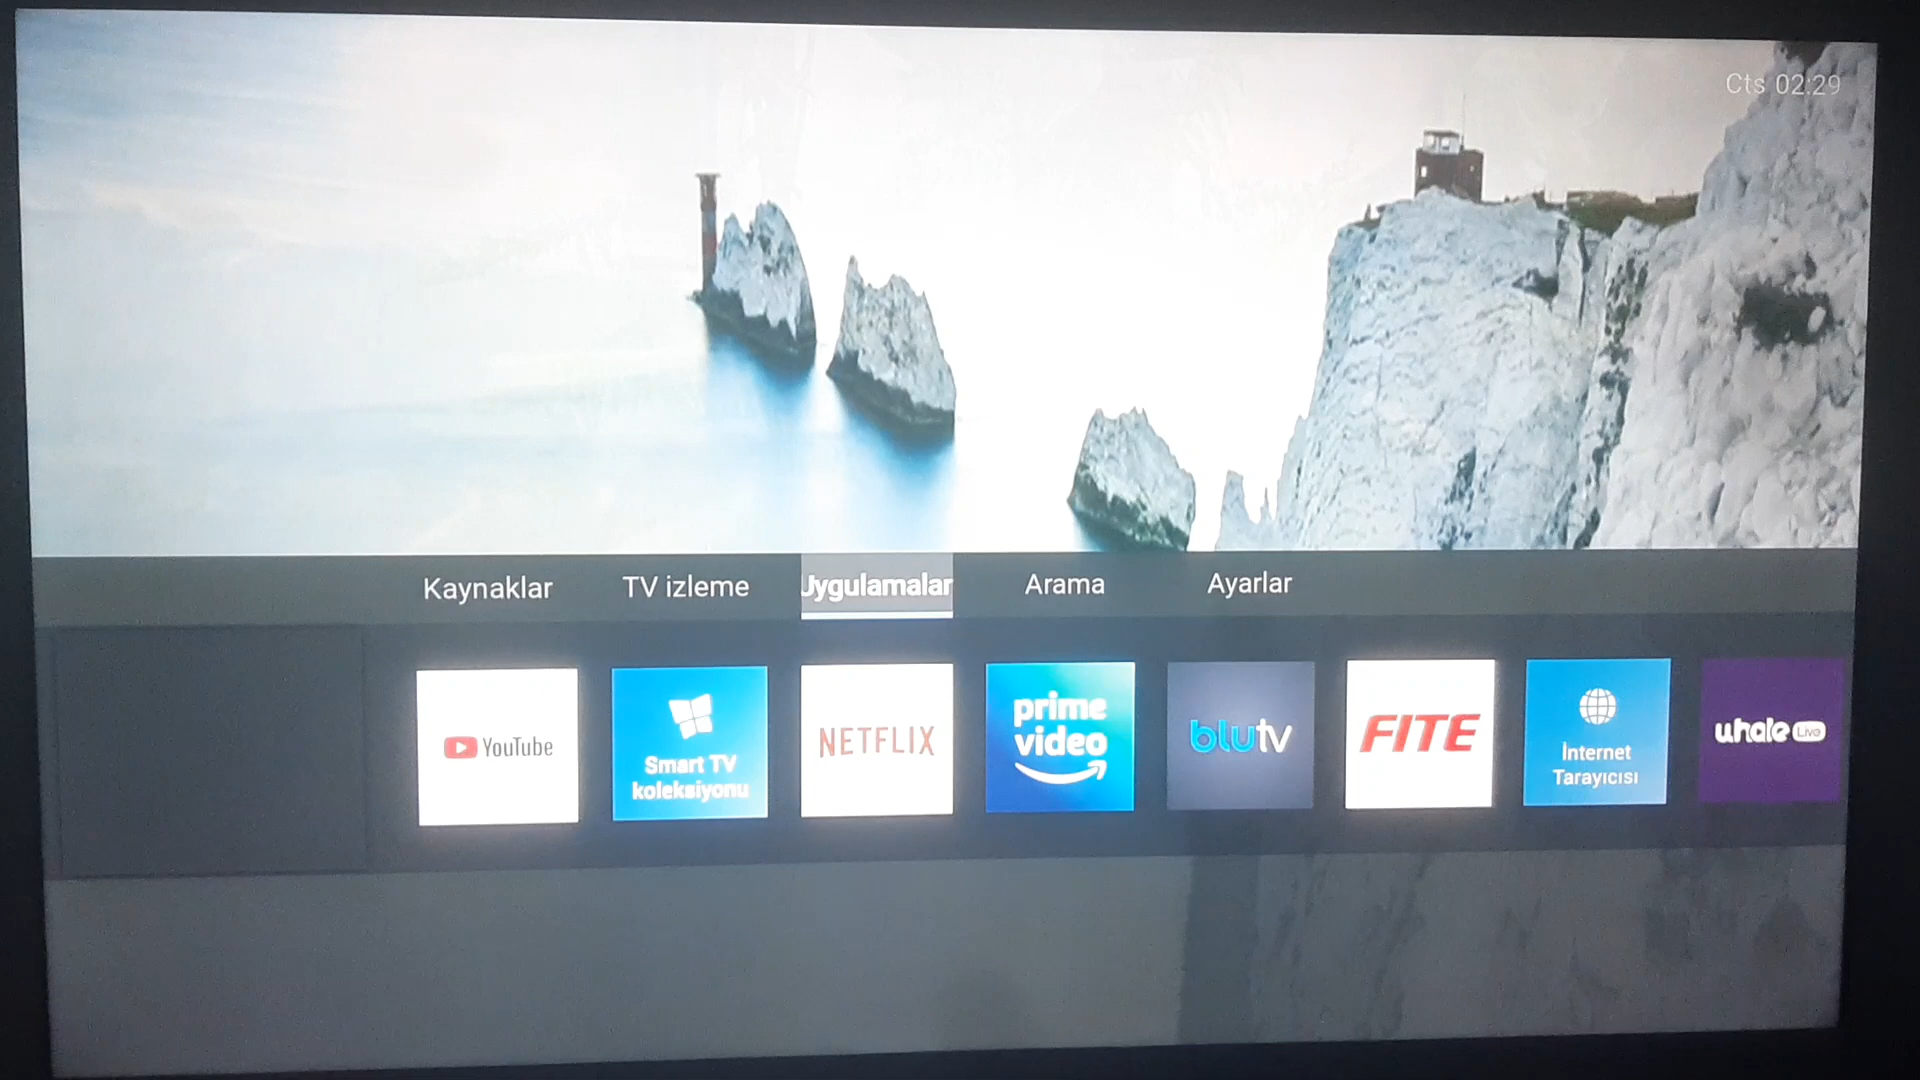 Cts 02:29
Kaynaklar
TV izleme
Uygulamalar
Arama
Ayarlar
YouTube
Smart TV
koleksiyonu
NETFLIX
prime
video
blutv
FITE
İnternet
Tarayıcısı
whale Live